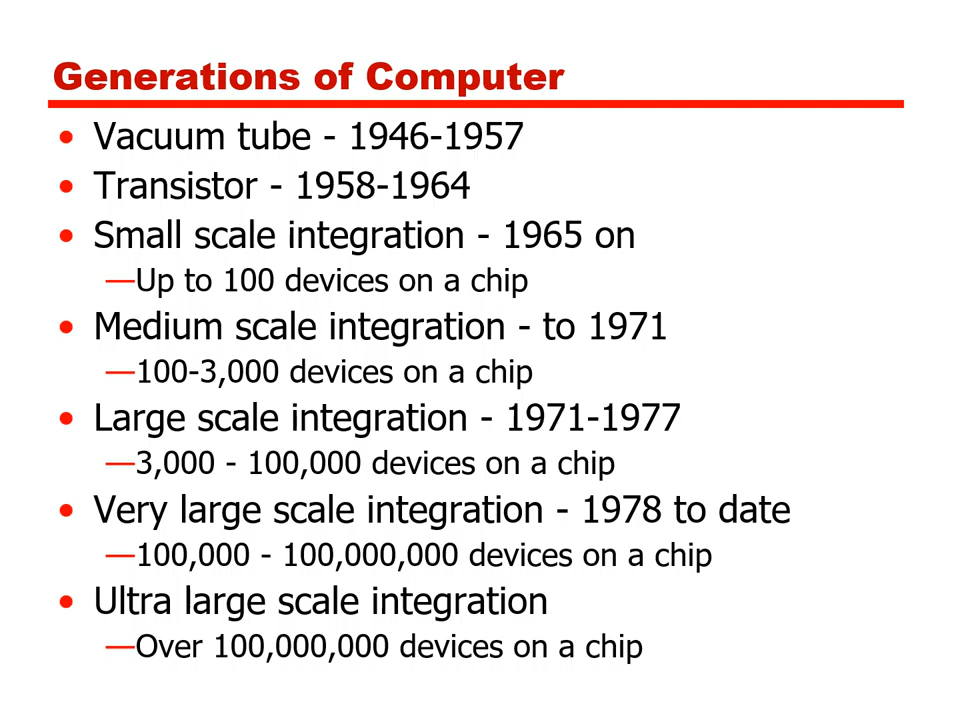 Generations of Computer
• Vacuum tube - 1946-1957
• Transistor - 1958-1964
• Small scale integration - 1965 on
—Up to 100 devices on a chip
• Medium scale integration - to 1971
—100-3,000 devices on a chip
• Large scale integration - 1971-1977
—3,000 - 100,000 devices on a chip
• Very large scale integration - 1978 to date
—100,000 - 100,000,000 devices on a chip
• Ultra large scale integration
—Over 100,000,000 devices on a chip